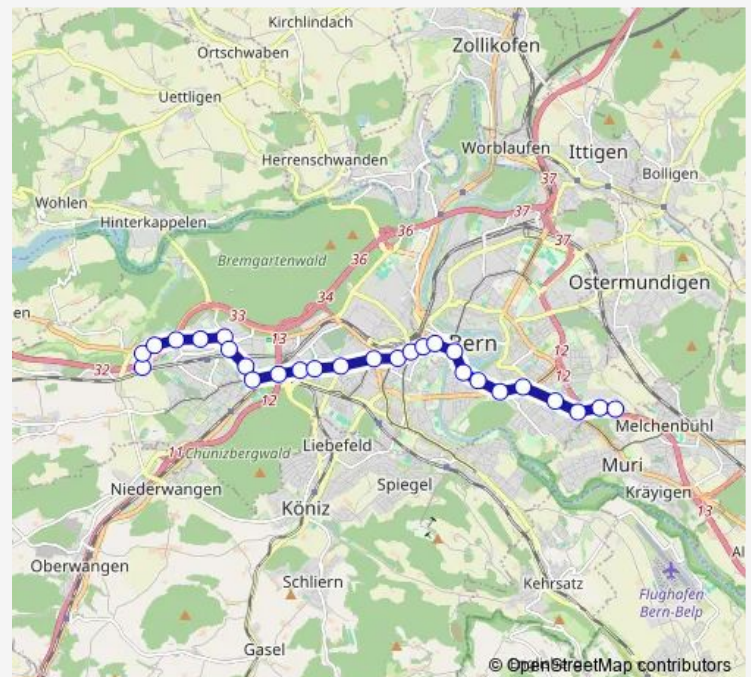 Kirchlindach
Zollikofen
Ortschwaben
Uettligen
Herrenschwanden
Worblaufen
Ittigen
Bolligen
37
Wohlen
Hinterkappelen
37
36
37
Bremgartenwald
36
Ostermundigen
34
en
33
13
Bern
32
12
12
12
Melchenbühl
11
Chünizbergwald
Liebefeld
Muri
Niederwangen
Spiegel
Kräyigen
Köniz
13
Al
Oberwangen
Schliern
Kehrsatz
Flughafen
Bern-Belp
Gasel
© OpenStreetMap contributors